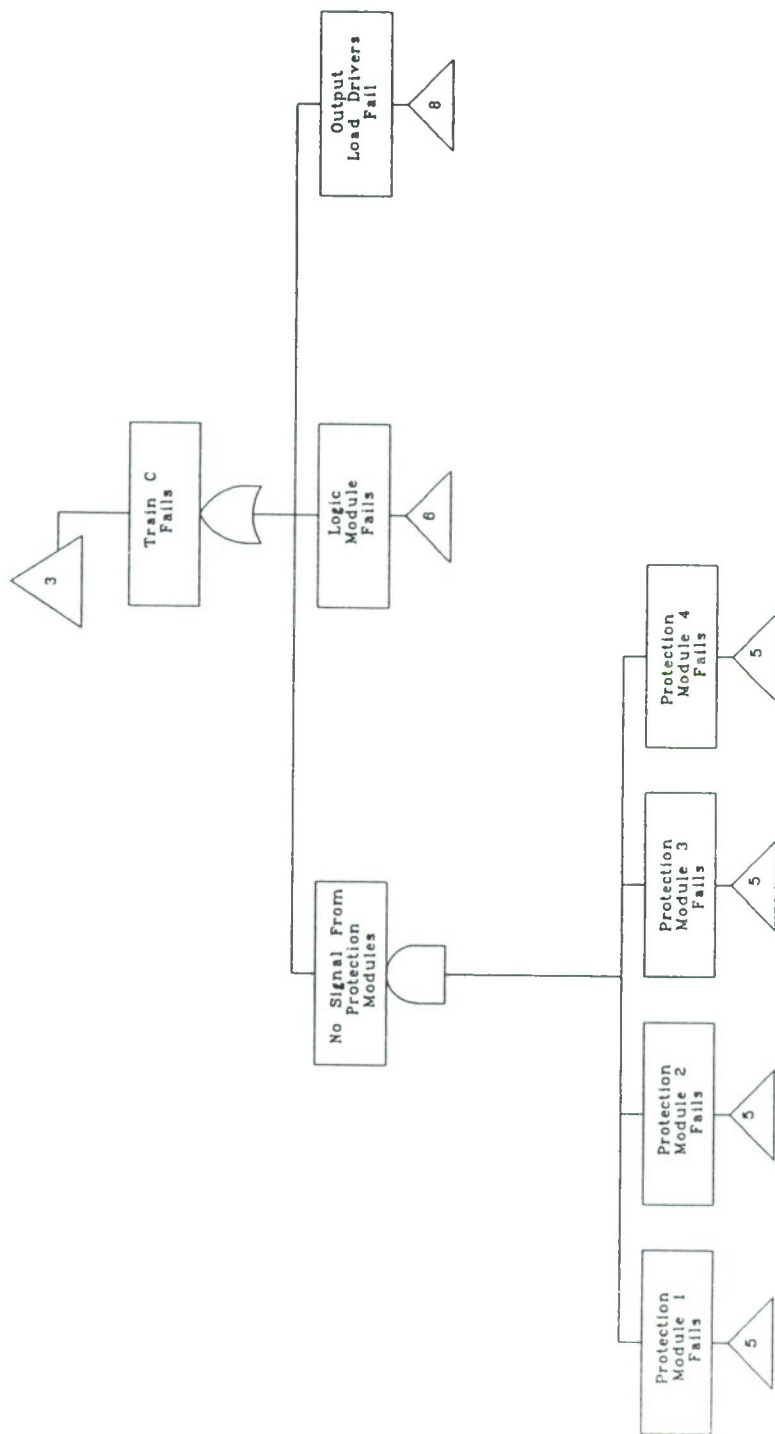 3
Train C
Fails
No Signal From
Protection
Modules
Logic
Module
Fails
6
Output
Load Drivers
Fail
8
Protection
Module 1
Fails
5
Protection
Module 2
Fails
5
Protection
Module 3
Fails
5
Protection
Module 4
Fails
5